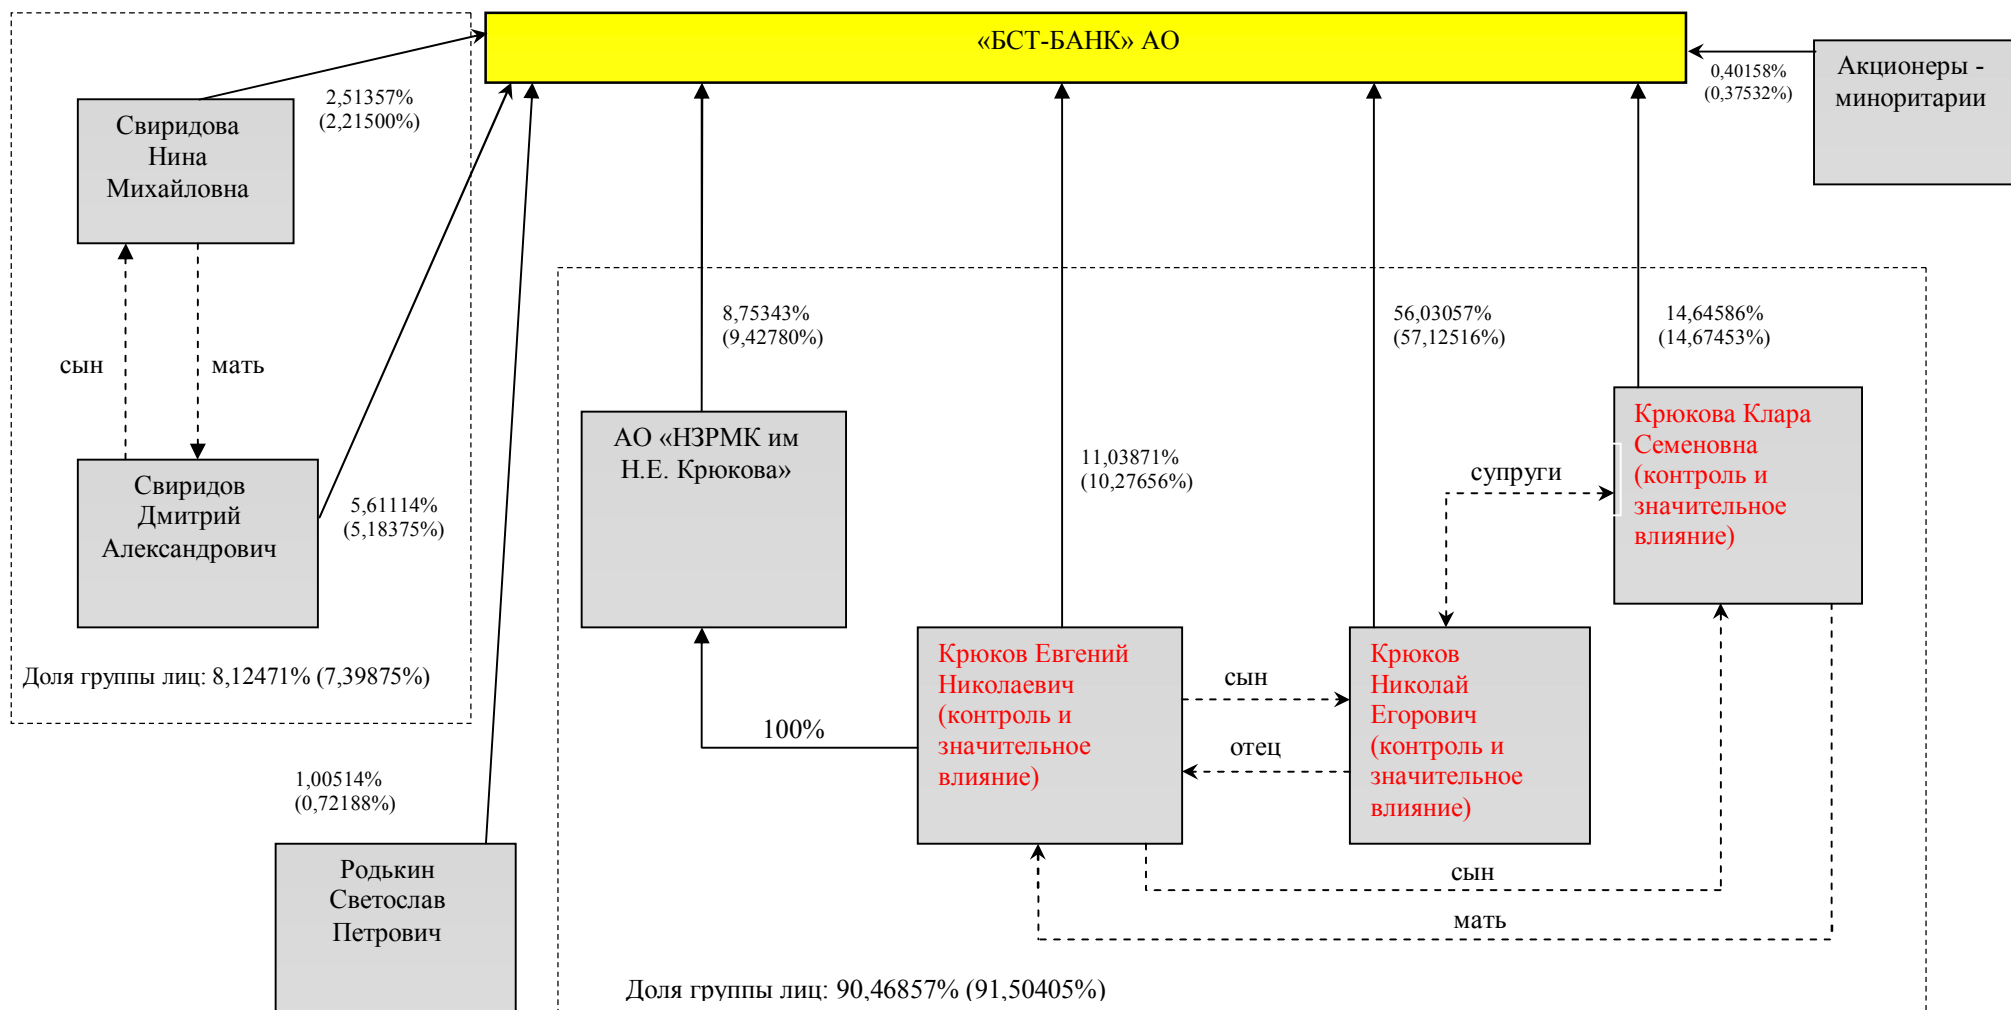 «БСТ-БАНК» АО
Акционеры -
миноритарии
0,40158%
(0,37532%)
2,51357%
(2,21500%)
Свиридова
Нина
Михайловна
сын
мать
Свиридов
Дмитрий
Александрович
5,61114%
(5,18375%)
Доля группы лиц: 8,12471% (7,39875%)
1,00514%
(0,72188%)
Родькин
Светослав
Петрович
8,75343%
(9,42780%)
АО «НЗРМК им
Н.Е. Крюкова»
11,03871%
(10,27656%)
56,03057%
(57,12516%)
14,64586%
(14,67453%)
Крюкова Клара
Семеновна
(контроль и
значительное
влияние)
супруги
Крюков Евгений
Николаевич
(контроль и
значительное
влияние)
сын
отец
Крюков
Николай
Егорович
(контроль и
значительное
влияние)
100%
сын
мать
Доля группы лиц: 90,46857% (91,50405%)